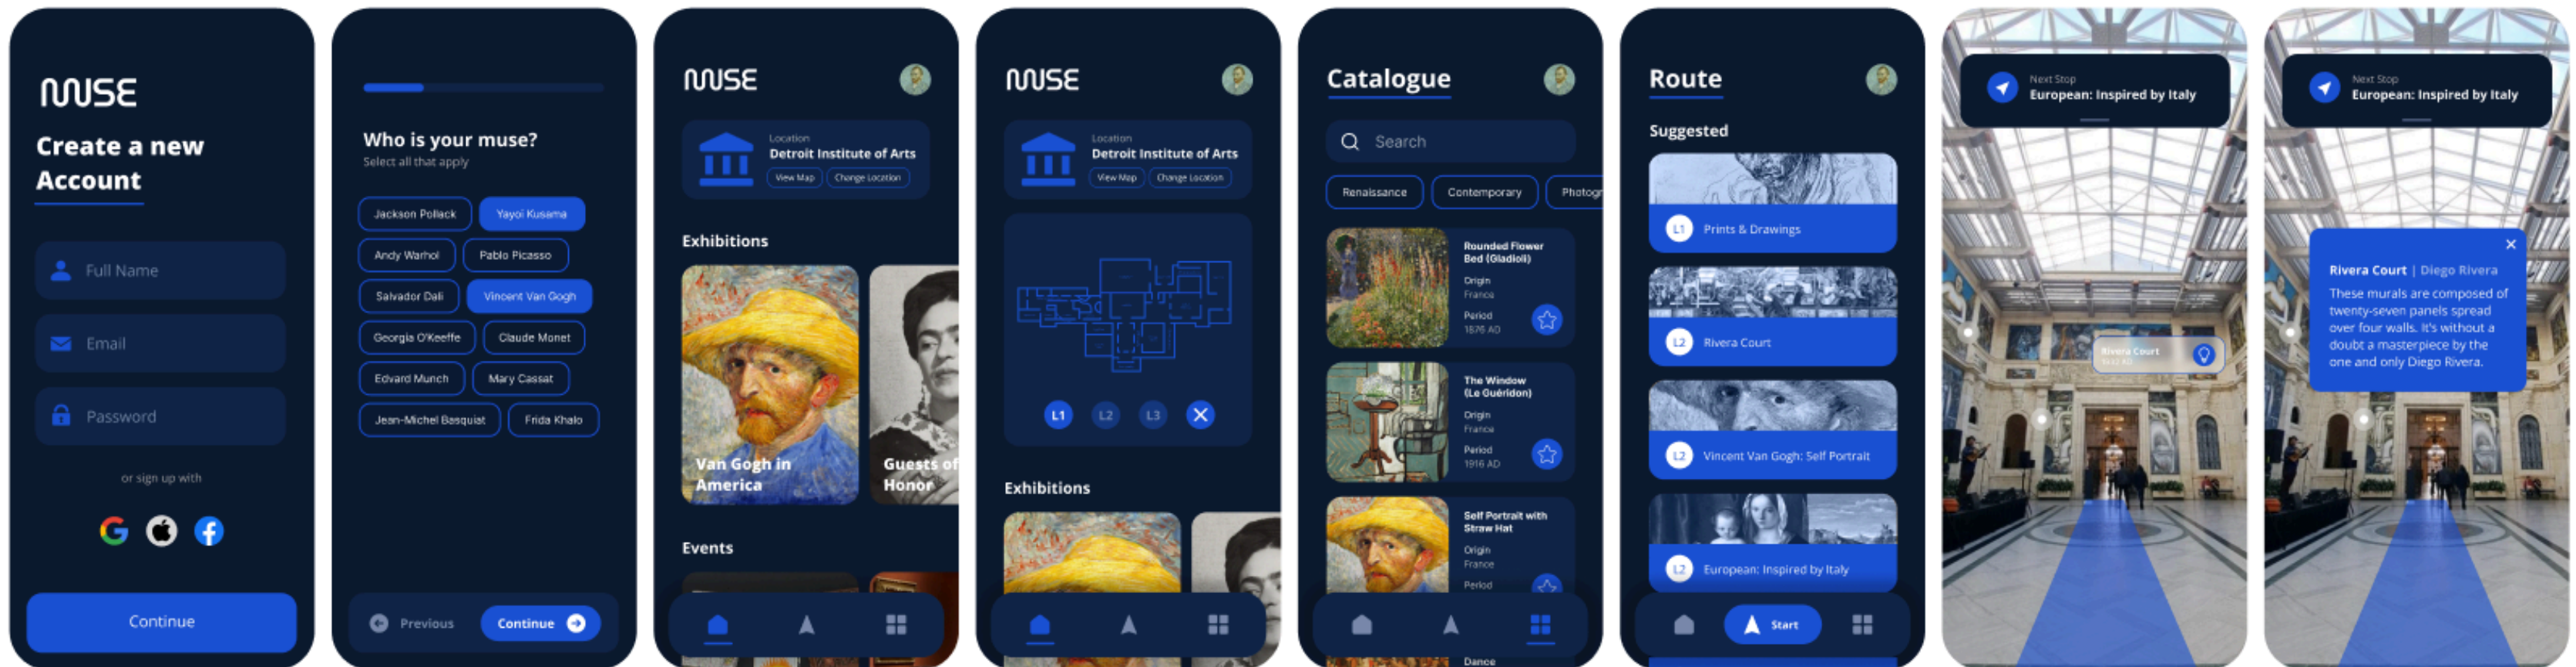 MUSE
Create a new
Account
Full Name
Email
Password
or sign up with
Continue
Who is your muse?
Select all that apply
Jackson Pollack
Yayoi Kusama
Andy Warhol
Pablo Picasso
Salvador Dali
Vincent Van Gogh
Georgia O'Keeffe
Claude Monet
Edvard Munch
Mary Cassat
Jean-Michel Basquiat
Frida Khalo
Previous
Continue
MUSE
Location
Detroit Institute of Arts
View Map
Change Location
Exhibitions
Van Gogh in
America
Guests of
Honor
Events
MUSE
Location
Detroit Institute of Arts
View Map
Change Location
L1
L2
L3
Exhibitions
Catalogue
Search
Renaissance
Contemporary
Photogr
Rounded Flower
Bed (Gladioli)
Origin
France
Period
1876 AD
The Window
(Le Guéridon)
Origin
France
Period
1916 AD
Self Portrait with
Straw Hat
Origin
France
Period
Dance
Route
Suggested
L1 Prints & Drawings
L2 Rivera Court
L2 Vincent Van Gogh: Self Portrait
L2 European: Inspired by Italy
Start
Next Stop
European: Inspired by Italy
Rivera Court
Next Stop
European: Inspired by Italy
Rivera Court | Diego Rivera
These murals are composed of
twenty-seven panels spread
over four walls. It's without a
doubt a masterpiece by the
one and only Diego Rivera.